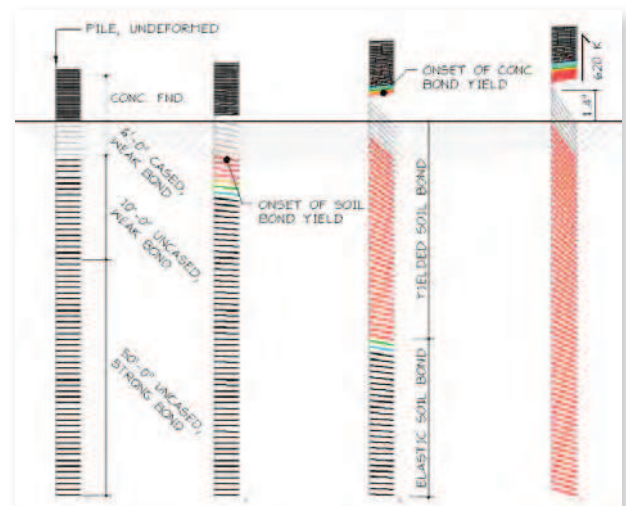 PILE, UNDEFORMED
CONC. FND.
6'-0" CASED,
WEAK BOND
10'-0" UNCASED,
WEAK BOND
50'-0" UNCASED,
STRONG BOND
ONSET OF SOIL
BOND YIELD
ONSET OF CONC
BOND YIELD
YIELDED SOIL BOND
ELASTIC SOIL BOND
620 K
1.4"